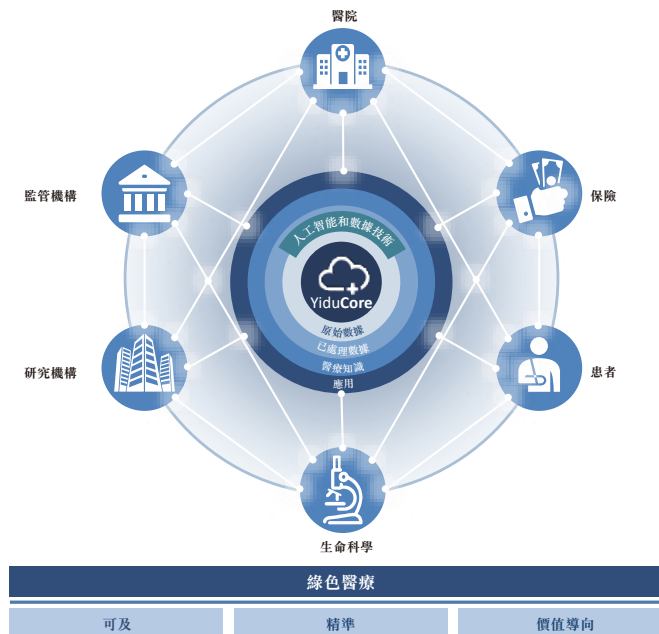 醫院
監管機構
保險
人工智能和數據技術
YiduCore
原始數據
已處理數據
醫療知識
應用
研究機構
患者
生命科學
綠色醫療
可及
精準
價值導向